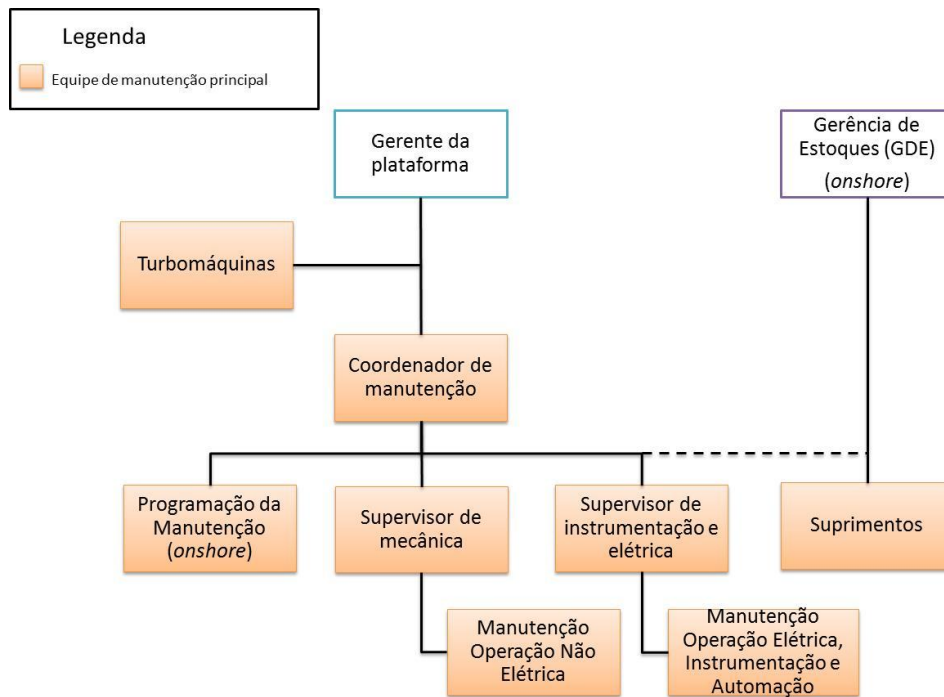 Legenda
Equipe de manutenção principal
Gerente da
plataforma
Gerência de
Estoques (GDE)
(onshore)
Turbomáquinas
Coordenador de
manutenção
Programação da
Manutenção
(onshore)
Supervisor de
mecânica
Supervisor de
instrumentação e
elétrica
Suprimentos
Manutenção
Operação Não
Elétrica
Manutenção
Operação Elétrica,
Instrumentação e
Automação